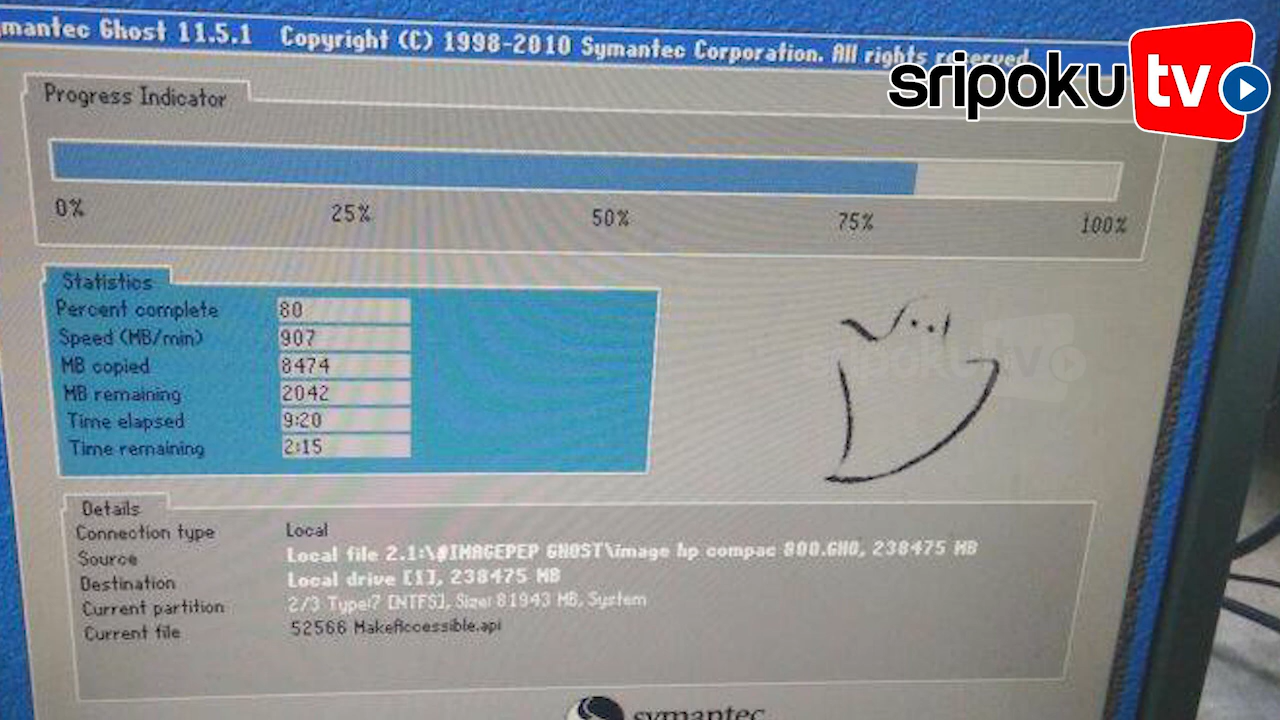 mantec Ghost 11.5.1 Copyright (C) 1998-2010 Symantec Corporation. All rights reserved
sripoku tv
Progress Indicator
0% 25% 50% 75% 100%
Statistics
Percent complete 80
Speed (MB/min) 907
MB copied 8474
MB remaining 2042
Time elapsed 9:20
Time remaining 2:15
Details
Connection type Local
Source Local file 2.1:\#IMAGEPEP GHOST\image hp compac 800.GHO, 238475 MB
Destination Local drive [1], 238475 MB
Current partition 2/3 Type:7 [NTFS], Size: 81943 MB, System
Current file 52566 MakeAccessible.api
symantec